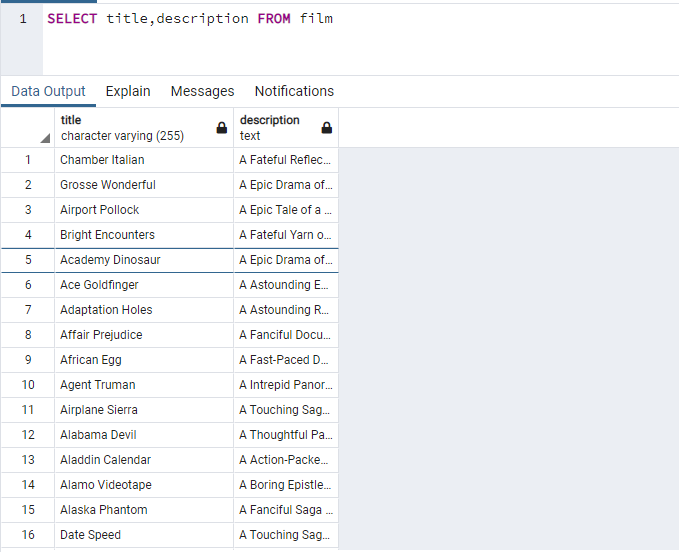 1 SELECT title,description FROM film
Data Output Explain Messages Notifications
title description
character varying (255) text
1 Chamber Italian A Fateful Reflec...
2 Grosse Wonderful A Epic Drama of...
3 Airport Pollock A Epic Tale of a ...
4 Bright Encounters A Fateful Yarn o...
5 Academy Dinosaur A Epic Drama of...
6 Ace Goldfinger A Astounding E...
7 Adaptation Holes A Astounding R...
8 Affair Prejudice A Fanciful Docu...
9 African Egg A Fast-Paced D...
10 Agent Truman A Intrepid Panor...
11 Airplane Sierra A Touching Sag...
12 Alabama Devil A Thoughtful Pa...
13 Aladdin Calendar A Action-Packe...
14 Alamo Videotape A Boring Epistle...
15 Alaska Phantom A Fanciful Saga ...
16 Date Speed A Touching Sag...